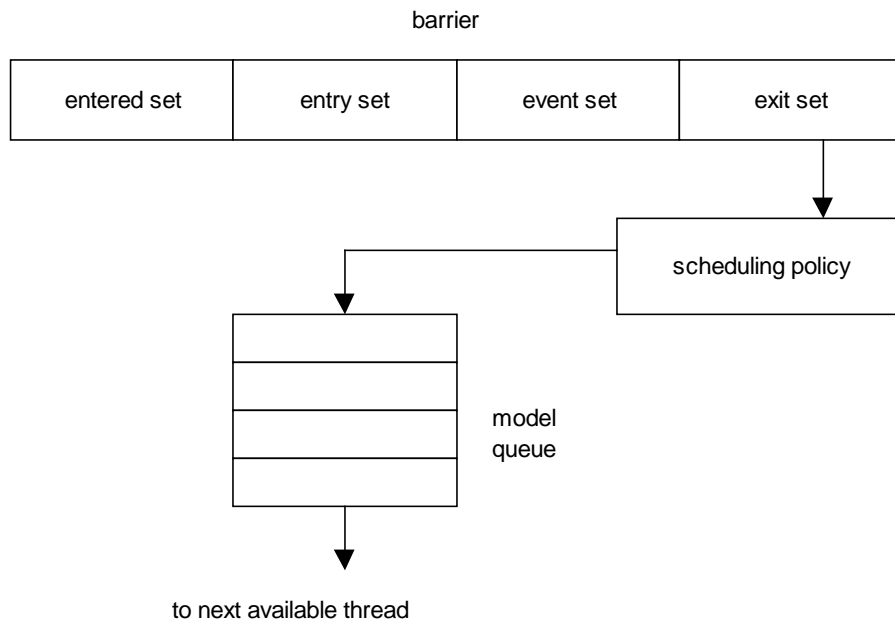 barrier
entered set
entry set
event set
exit set
scheduling policy
model
queue
to next available thread